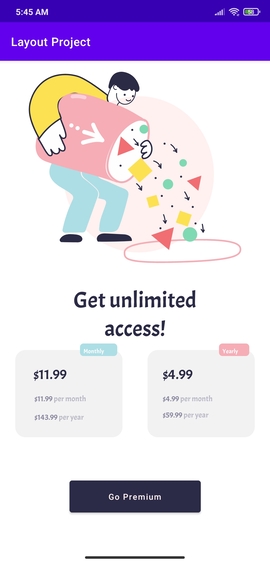 5:45 AM
Layout Project
Get unlimited
access!
Monthly
$11.99
$11.99 per month
$143.99 per year
Yearly
$4.99
$4.99 per month
$59.99 per year
Go Premium